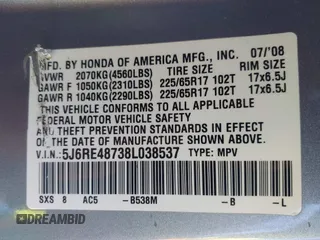 MFD. BY HONDA OF AMERICA MFG., INC. 07/'08
GVWR 2070KG(4560LBS) TIRE SIZE RIM SIZE
GAWR F 1050KG(2310LBS) 225/65R17 102T 17x6.5J
GAWR R 1040KG(2290LBS) 225/65R17 102T 17x6.5J
THIS VEHICLE CONFORMS TO ALL APPLICABLE
FEDERAL MOTOR VEHICLE SAFETY AND
THEFT PREVENTION STANDARDS IN EFFECT ON
THE DATE OF MANUFACTURE SHOWN ABOVE.
V.I.N.: 5J6RE48738L038537 TYPE: MPV
SXS 8 AC5 -B538M -B -L
DREAMBID